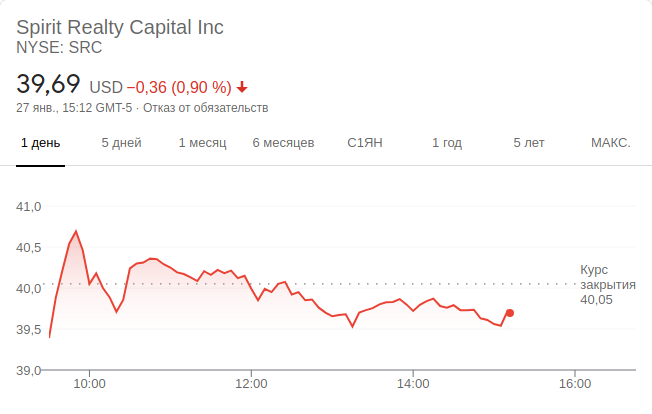 Spirit Realty Capital Inc
NYSE: SRC
39,69 USD −0,36 (0,90 %)
27 янв., 15:12 GMT-5 · Отказ от обязательств
1 день 5 дней 1 месяц 6 месяцев С1ЯН 1 год 5 лет МАКС.
41,0
40,5
40,0
39,5
39,0
Курс
закрытия
40,05
10:00 12:00 14:00 16:00